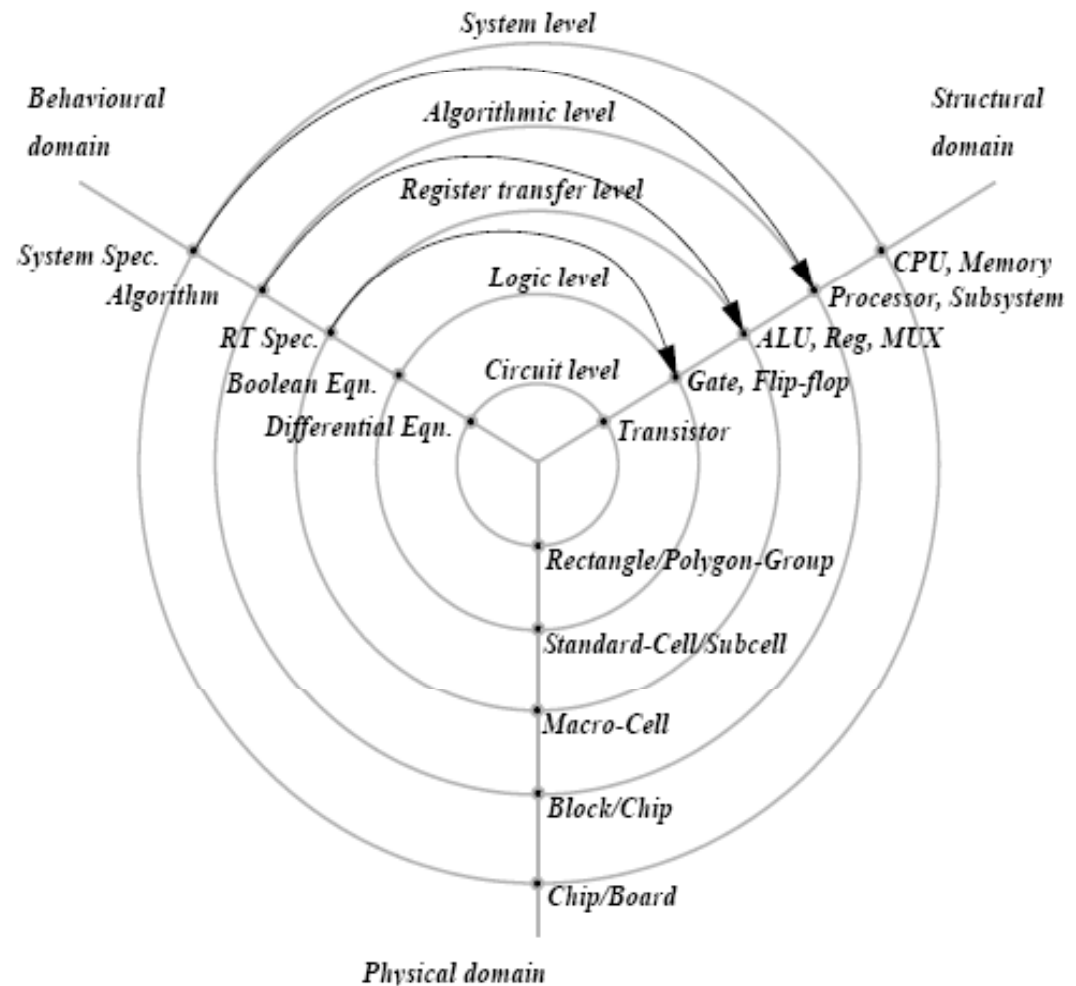 System level
Behavioural
domain
Structural
domain
Algorithmic level
Register transfer level
System Spec.
CPU, Memory
Algorithm
Processor, Subsystem
Logic level
RT Spec.
ALU, Reg, MUX
Boolean Eqn.
Circuit level
Gate, Flip-flop
Differential Eqn.
Transistor
Rectangle/Polygon-Group
Standard-Cell/Subcell
Macro-Cell
Block/Chip
Chip/Board
Physical domain